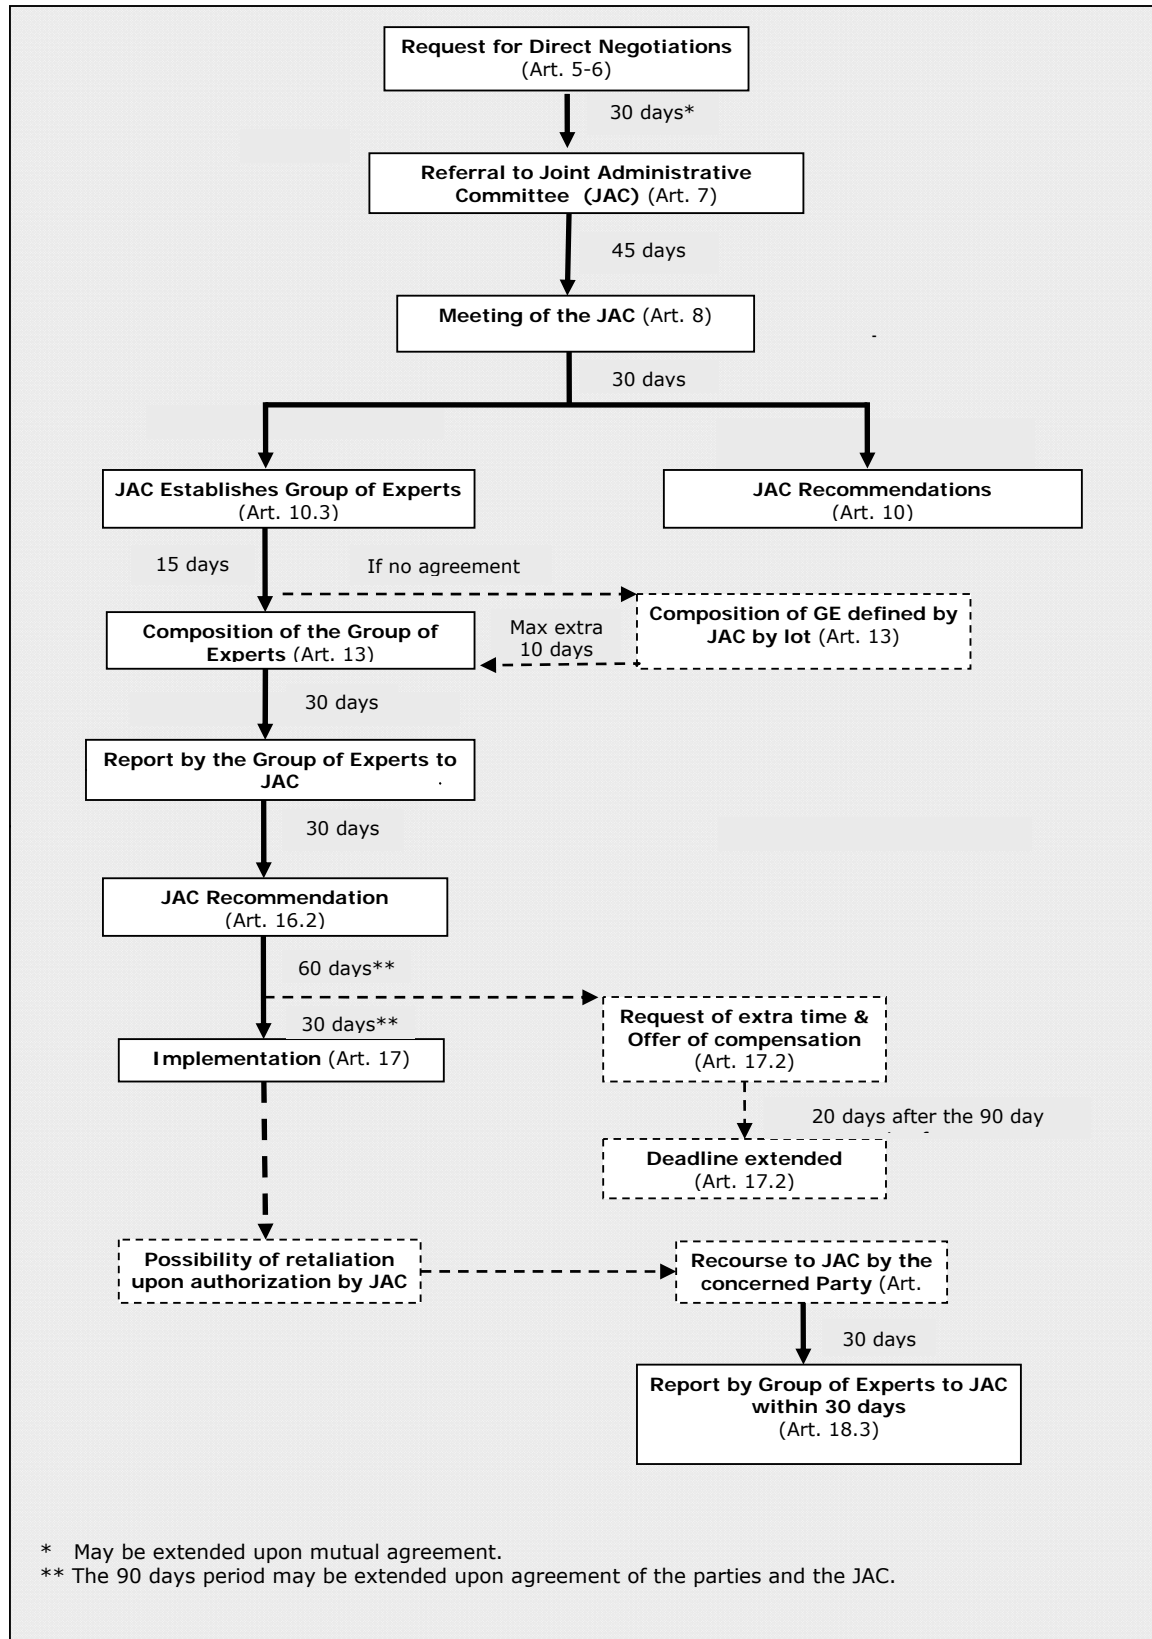 Request for Direct Negotiations
(Art. 5-6)
30 days*
Referral to Joint Administrative
Committee (JAC) (Art. 7)
45 days
Meeting of the JAC (Art. 8)
30 days
JAC Establishes Group of Experts
(Art. 10.3)
JAC Recommendations
(Art. 10)
15 days
If no agreement
Composition of the Group of
Experts (Art. 13)
Max extra
10 days
Composition of GE defined by
JAC by lot (Art. 13)
30 days
Report by the Group of Experts to
JAC
30 days
JAC Recommendation
(Art. 16.2)
60 days**
30 days**
Request of extra time &
Offer of compensation
(Art. 17.2)
Implementation (Art. 17)
20 days after the 90 day
Deadline extended
(Art. 17.2)
Possibility of retaliation
upon authorization by JAC
Recourse to JAC by the
concerned Party (Art.
30 days
Report by Group of Experts to JAC
within 30 days
(Art. 18.3)
* May be extended upon mutual agreement.
** The 90 days period may be extended upon agreement of the parties and the JAC.